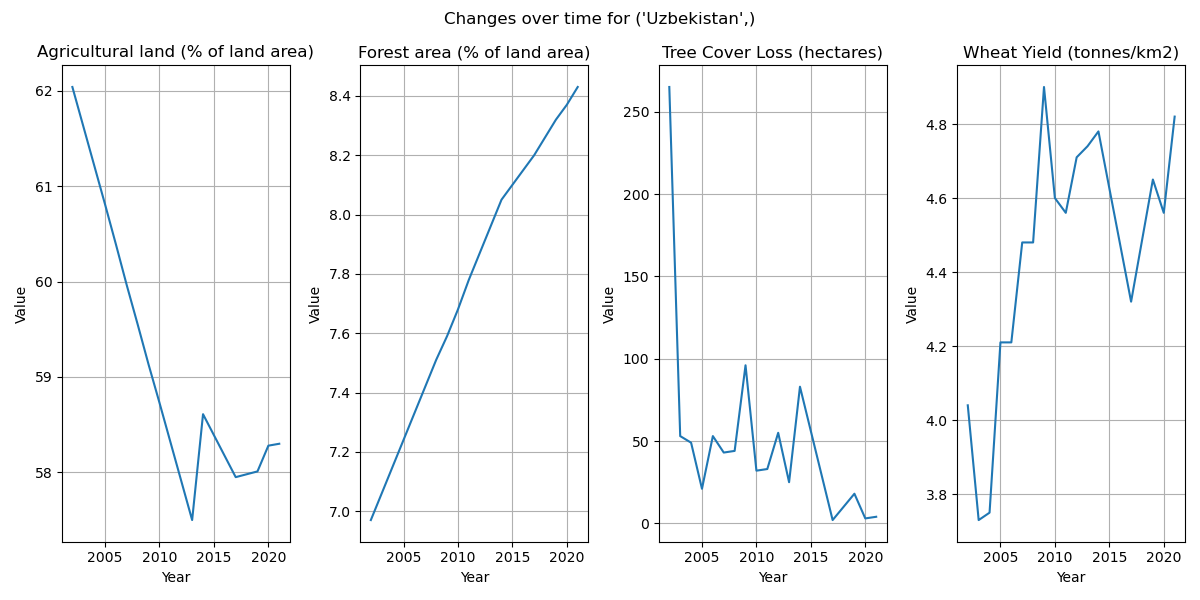 Changes over time for ('Uzbekistan',)
Agricultural land (% of land area)
62
61
60
59
58
Value
2005 2010 2015 2020
Year
Forest area (% of land area)
8.4
8.2
8.0
7.8
7.6
7.4
7.2
7.0
Value
2005 2010 2015 2020
Year
Tree Cover Loss (hectares)
250
200
150
100
50
0
Value
2005 2010 2015 2020
Year
Wheat Yield (tonnes/km2)
4.8
4.6
4.4
4.2
4.0
3.8
Value
2005 2010 2015 2020
Year